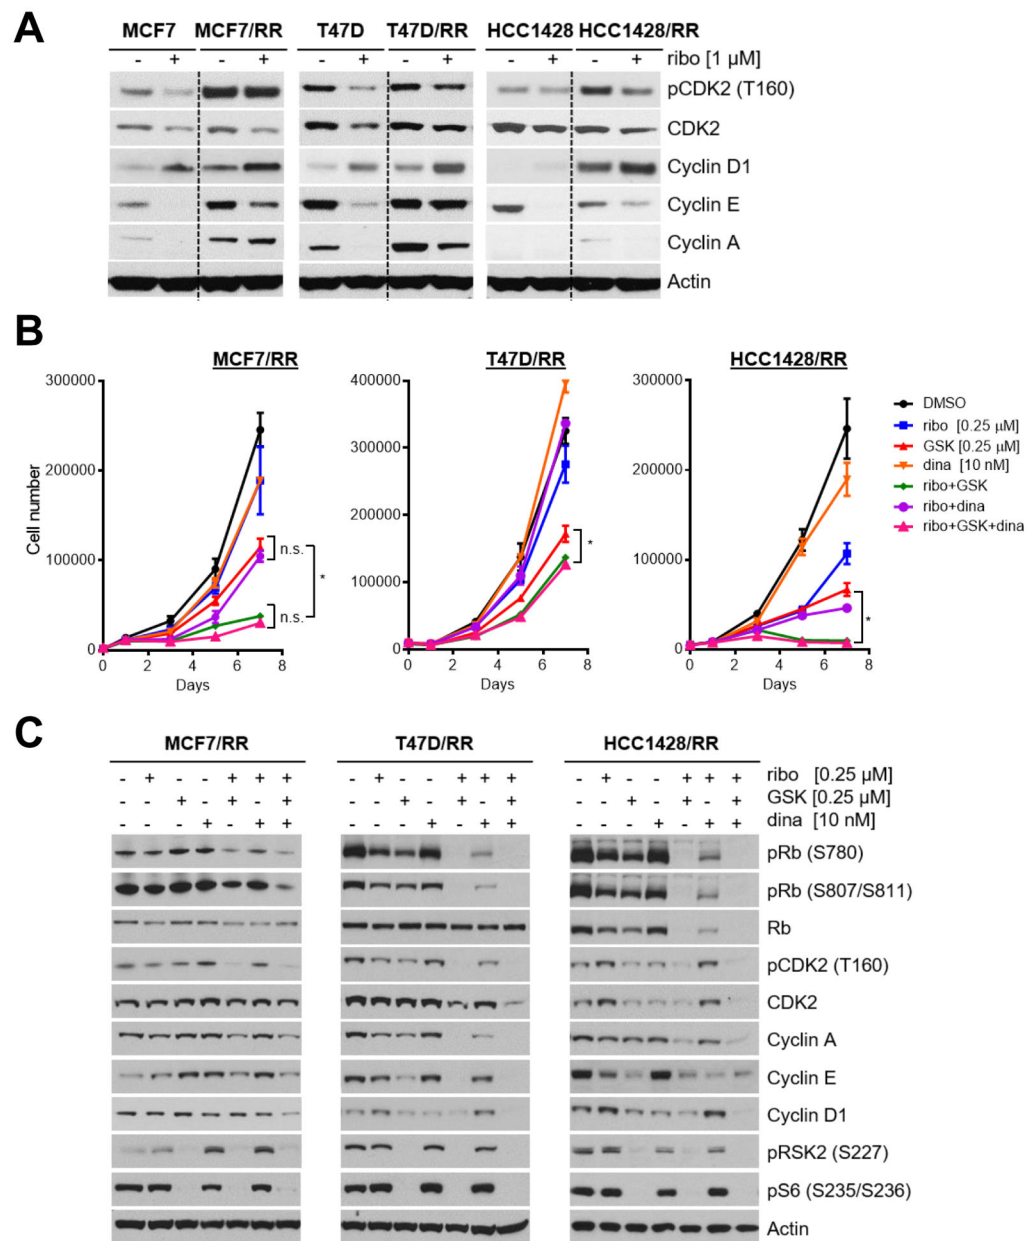 A
MCF7 MCF7/RR T47D T47D/RR HCC1428 HCC1428/RR
- + - + - + - + - + - + ribo [1 µM]
pCDK2 (T160)
CDK2
Cyclin D1
Cyclin E
Cyclin A
Actin
B
MCF7/RR T47D/RR HCC1428/RR
300000 400000 300000
DMSO
ribo [0.25 µM]
GSK [0.25 µM]
dina [10 nM]
ribo+GSK
ribo+dina
ribo+GSK+dina
300000
200000 200000
200000
Cell number
n.s. * *
100000 100000 100000
n.s. *
0 0 0
0 2 4 6 8 0 2 4 6 8 0 2 4 6 8
Days Days Days
C
MCF7/RR T47D/RR HCC1428/RR
- + - - + + + - + - - + + + - + - - + + + ribo [0.25 µM]
- - + - + - + - - + - + - + - - + - + - + GSK [0.25 µM]
- - - + - + + - - - + - + + - - - + - + + dina [10 nM]
pRb (S780)
pRb (S807/S811)
Rb
pCDK2 (T160)
CDK2
Cyclin A
Cyclin E
Cyclin D1
pRSK2 (S227)
pS6 (S235/S236)
Actin